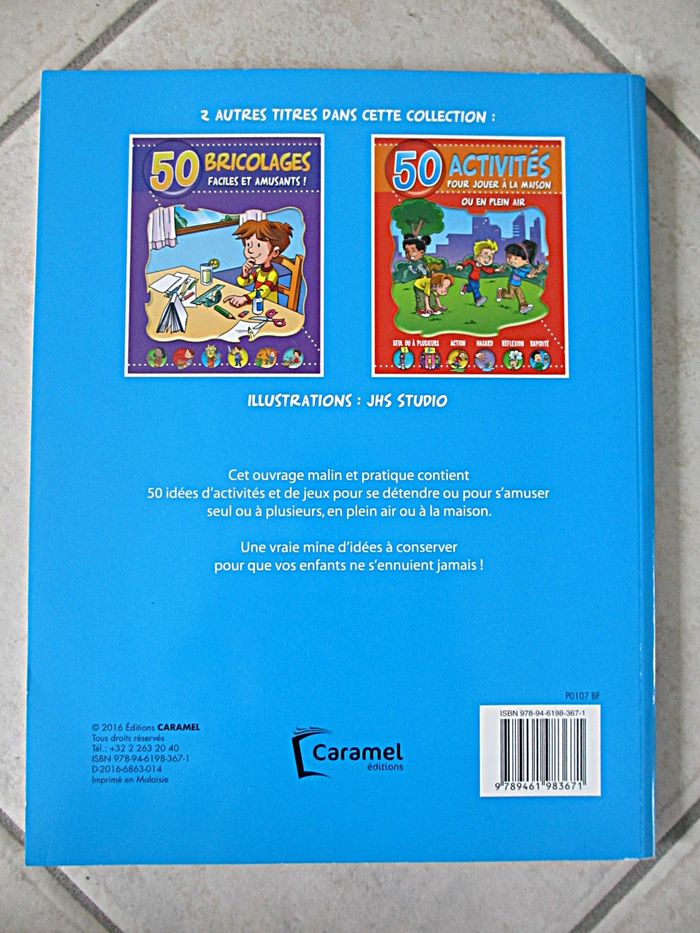 2 AUTRES TITRES DANS CETTE COLLECTION :
50 BRICOLAGES
FACILES ET AMUSANTS !
50 ACTIVITÉS
POUR JOUER À LA MAISON
OU EN PLEIN AIR
SEUL OU À PLUSIEURS
ACTION
HASARD
RÉFLEXION
RAPIDITÉ
ILLUSTRATIONS : JHS STUDIO
Cet ouvrage malin et pratique contient
50 idées d'activités et de jeux pour se détendre ou pour s'amuser
seul ou à plusieurs, en plein air ou à la maison.
Une vraie mine d'idées à conserver
pour que vos enfants ne s'ennuient jamais !
© 2016 Éditions CARAMEL
Tous droits réservés
Tél.: +32 2 263 20 40
ISBN 978-94-6198-367-1
D-2016-6863-014
Imprimé en Malaisie
Caramel
éditions
P0107 BF
ISBN 978-94-6198-367-1
9 789461 983671